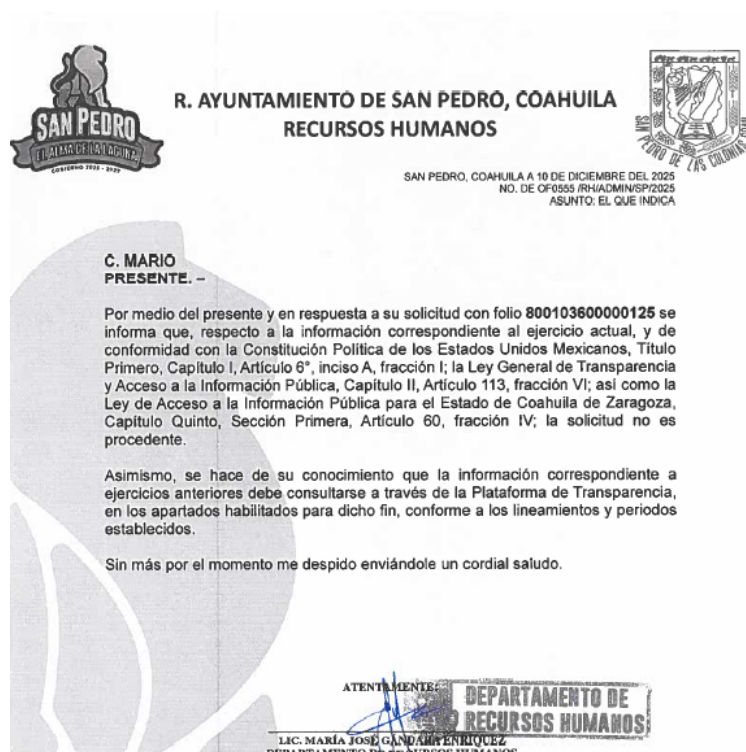 SAN PEDRO
EL ALMA DE LA LAGUNA
GOBIERNO 2025 - 2027
R. AYUNTAMIENTO DE SAN PEDRO, COAHUILA
RECURSOS HUMANOS
SAN PEDRO DE LAS COLONIAS COAH.
SAN PEDRO, COAHUILA A 10 DE DICIEMBRE DEL 2025
NO. DE OF0555 /RH/ADMIN/SP/2025
ASUNTO: EL QUE INDICA
C. MARIO
PRESENTE. –
Por medio del presente y en respuesta a su solicitud con folio 800103600000125 se
informa que, respecto a la información correspondiente al ejercicio actual, y de
conformidad con la Constitución Política de los Estados Unidos Mexicanos, Título
Primero, Capítulo I, Artículo 6°, inciso A, fracción I; la Ley General de Transparencia
y Acceso a la Información Pública, Capítulo II, Artículo 113, fracción VI; así como la
Ley de Acceso a la Información Pública para el Estado de Coahuila de Zaragoza,
Capítulo Quinto, Sección Primera, Artículo 60, fracción IV; la solicitud no es
procedente.
Asimismo, se hace de su conocimiento que la información correspondiente a
ejercicios anteriores debe consultarse a través de la Plataforma de Transparencia,
en los apartados habilitados para dicho fin, conforme a los lineamientos y periodos
establecidos.
Sin más por el momento me despido enviándole un cordial saludo.
ATENTAMENTE:
DEPARTAMENTO DE
RECURSOS HUMANOS
LIC. MARÍA JOSÉ GÁNDARA ENRIQUEZ
DEPARTAMENTO DE RECURSOS HUMANOS